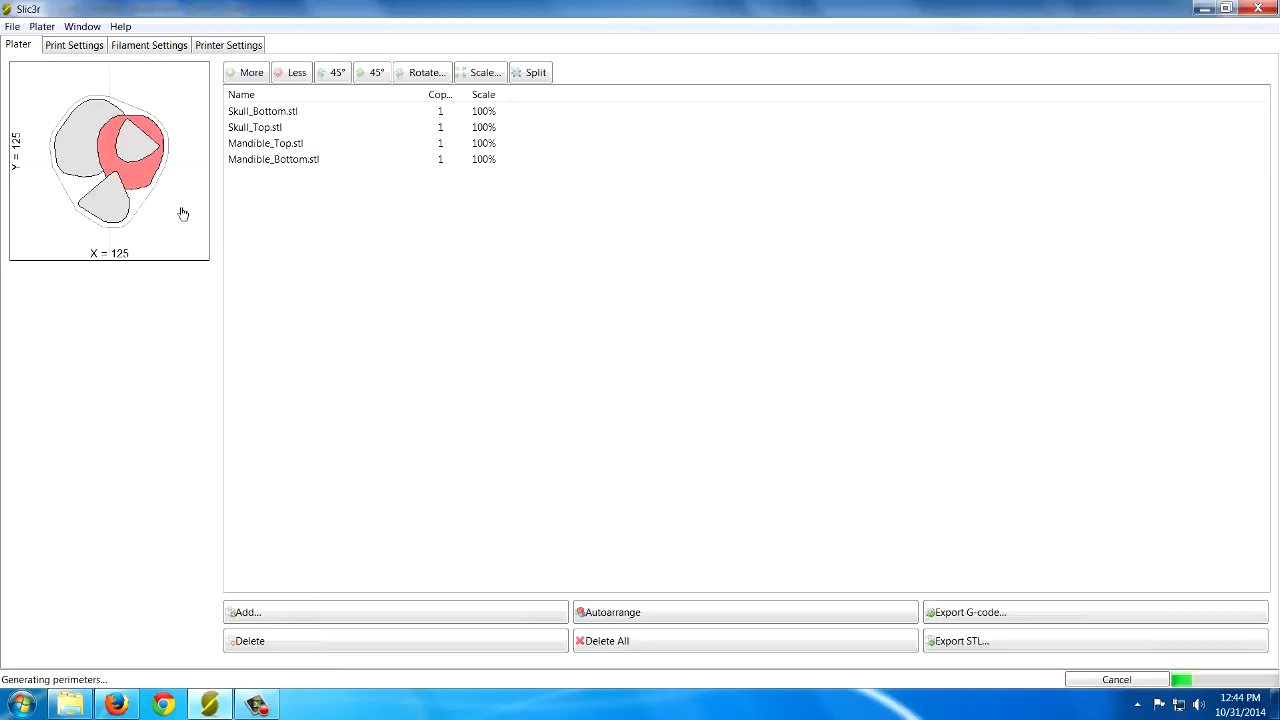 Slic3r
File Plater Window Help
Plater Print Settings Filament Settings Printer Settings
More Less 45° 45° Rotate... Scale... Split
Name Cop... Scale
Skull_Bottom.stl 1 100%
Skull_Top.stl 1 100%
Mandible_Top.stl 1 100%
Mandible_Bottom.stl 1 100%
Y = 125
X = 125
Add... Autoarrange Export G-code...
Delete Delete All Export STL...
Generating perimeters... Cancel
12:44 PM
10/31/2014